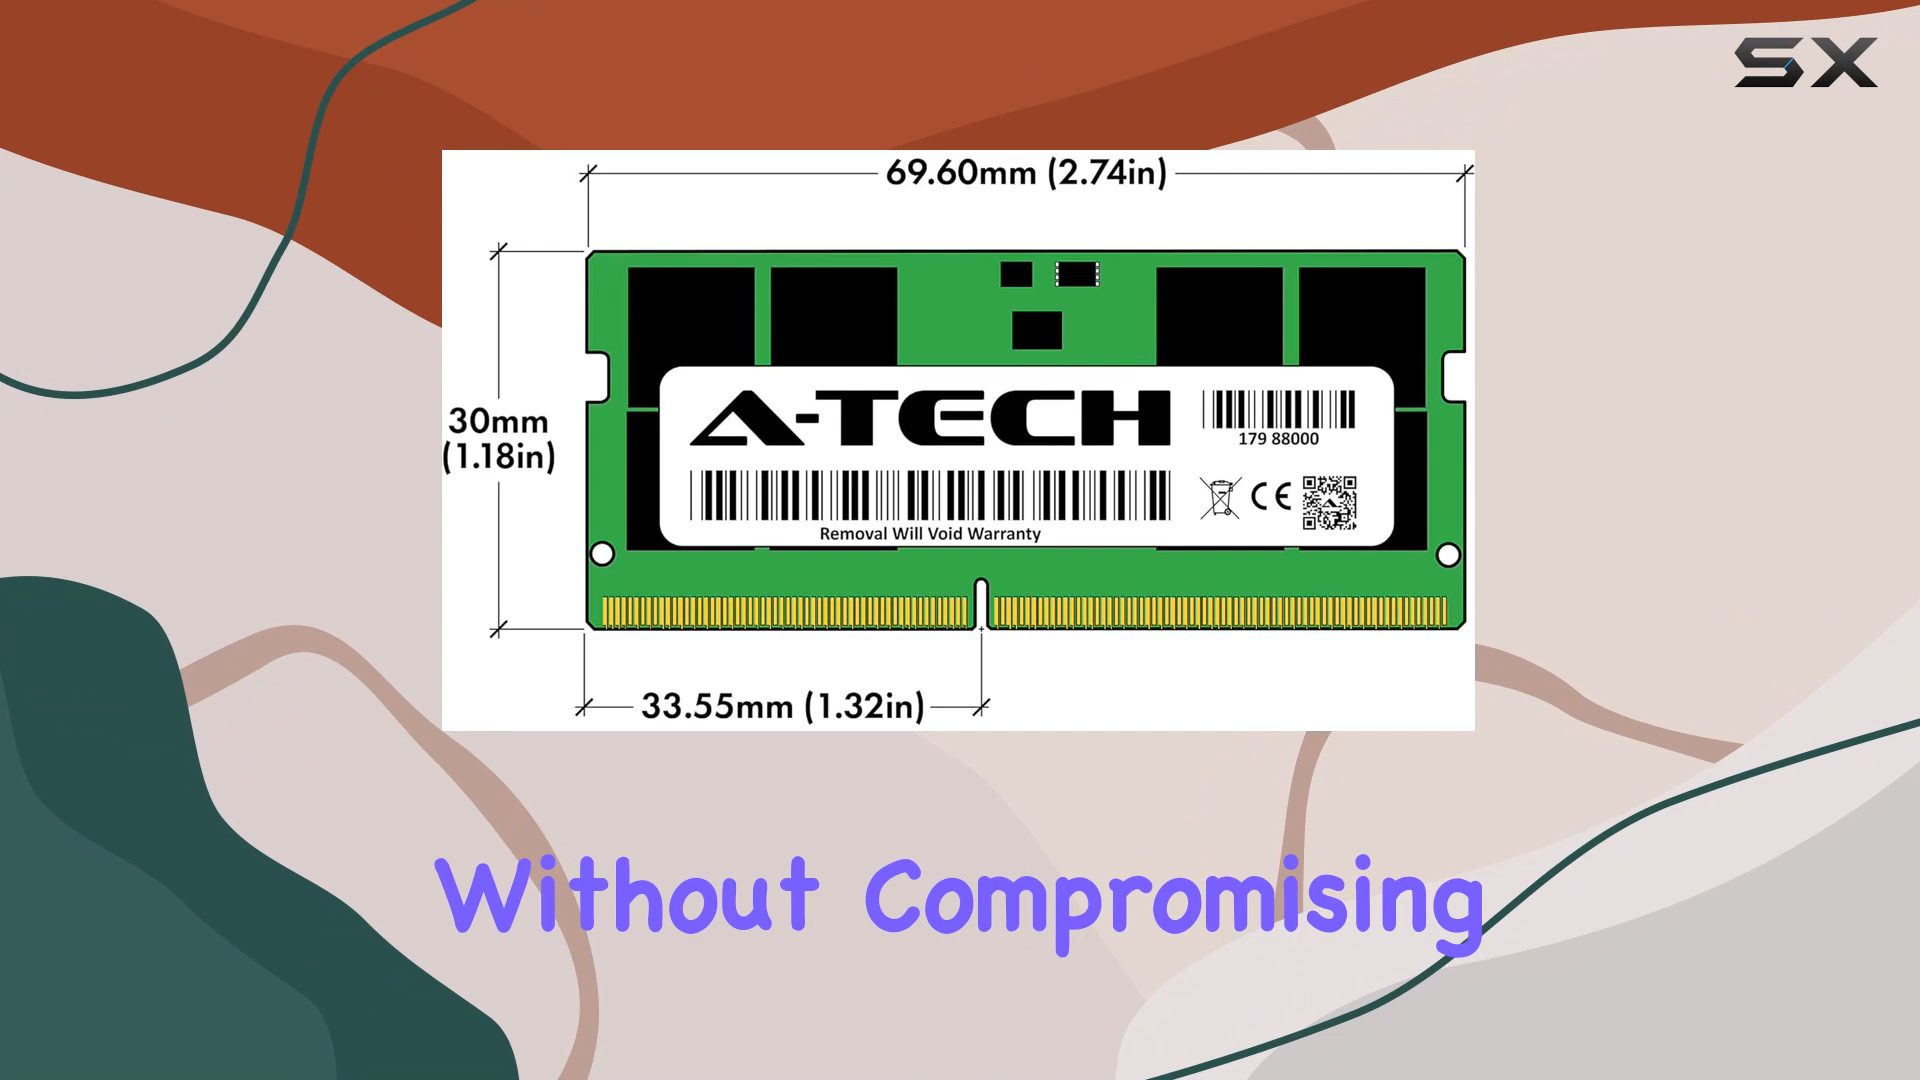 SX
69.60mm (2.74in)
30mm
(1.18in)
A-TECH
179 88000
CE
Removal Will Void Warranty
33.55mm (1.32in)
Without Compromising